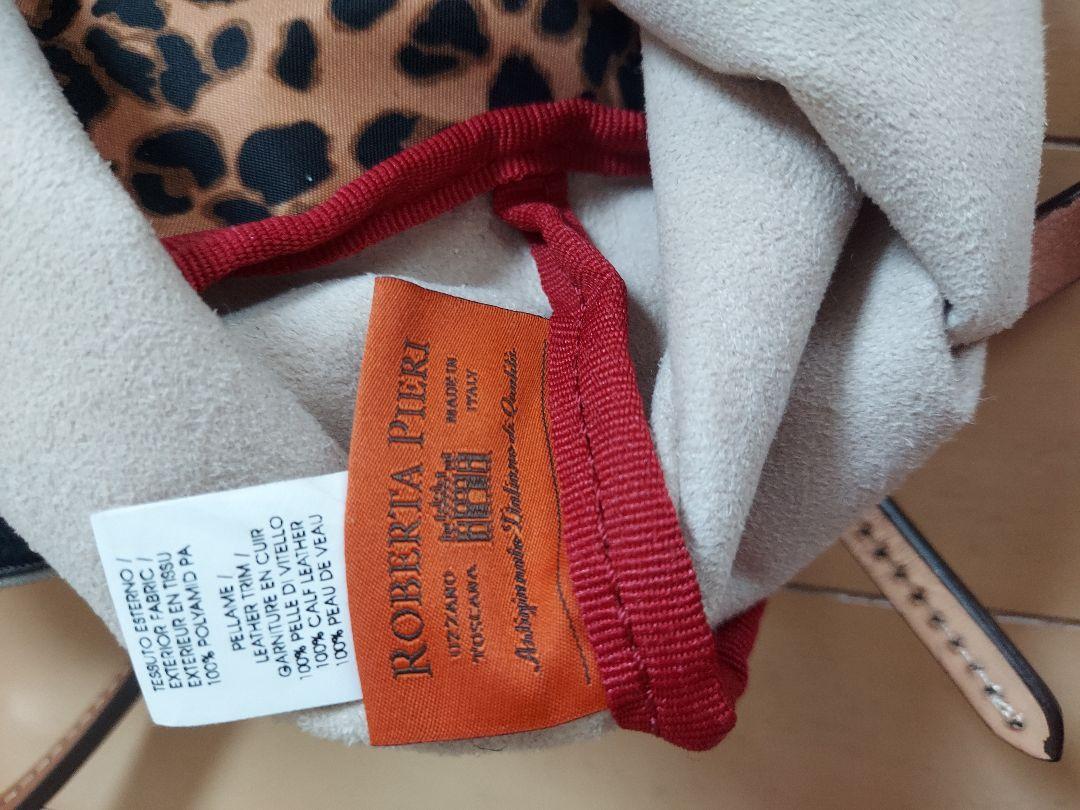 TESSUTO ESTERNO /
EXTERIOR FABRIC /
EXTERIEUR EN TISSU
100% POLYAMID PA
PELLAME /
LEATHER TRIM /
GARNITURE EN CUIR
100% PELLE DI VITELLO
100% CALF LEATHER
100% PEAU DE VEAU
ROBERTA PIERI
UZZANO
TOSCANA
MADE IN
ITALY
Artigianato Italiano di Qualità